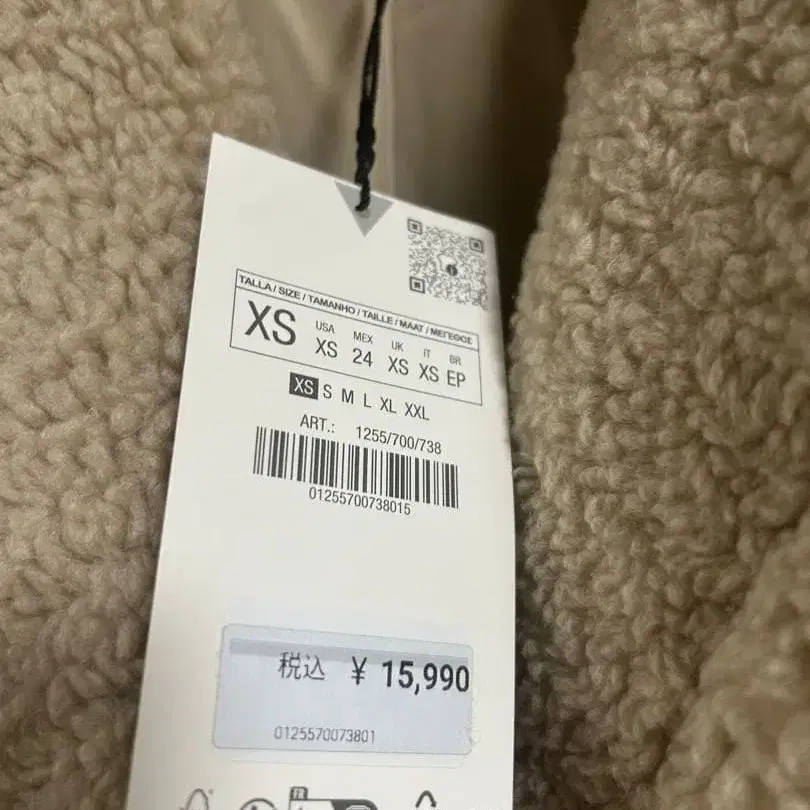 TALLA / SIZE / TAMANHO / TAILLE / MAAT / ΜΕΓΕΘΟΣ
XS USA XS MEX 24 UK XS IT XS BR EP
XS S M L XL XXL
ART.: 1255/700/738
01255700738015
税込 ¥ 15,990
0125570073801
FR